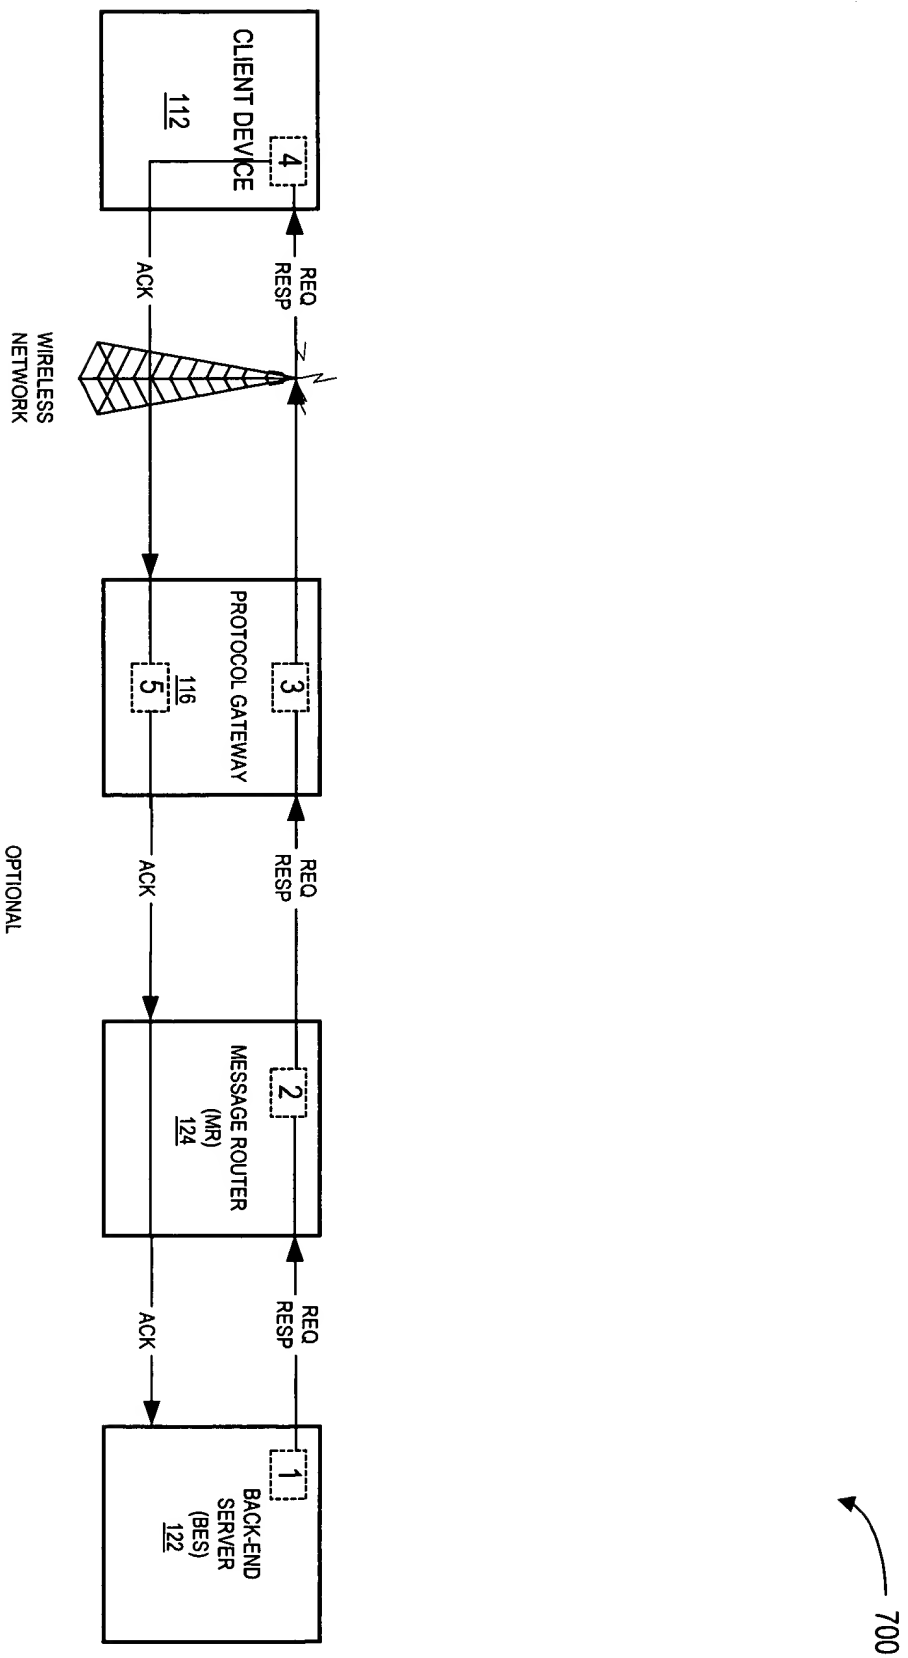 700
CLIENT DEVICE
112
4
REQ
RESP
ACK
WIRELESS
NETWORK
PROTOCOL GATEWAY
116
3
5
REQ
RESP
ACK
OPTIONAL
MESSAGE ROUTER
(MR)
124
2
REQ
RESP
ACK
BACK-END
SERVER
(BES)
122
1